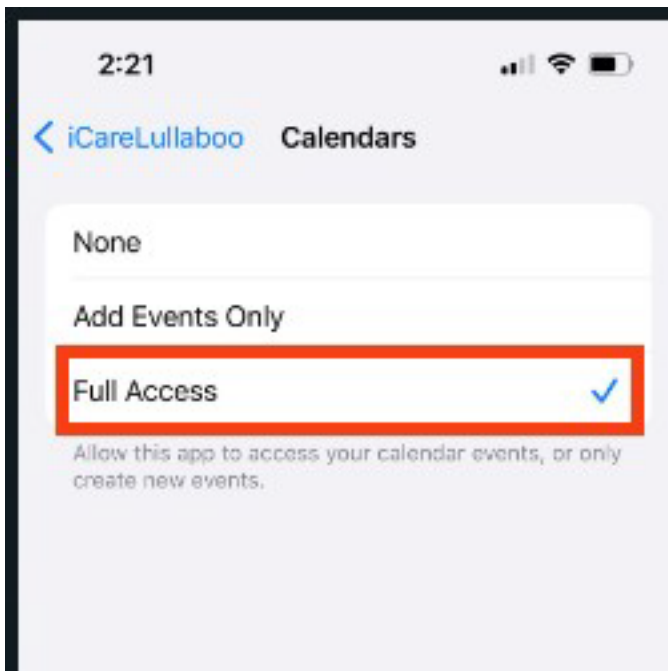 2:21
iCareLullaboo Calendars
None
Add Events Only
Full Access
Allow this app to access your calendar events, or only
create new events.